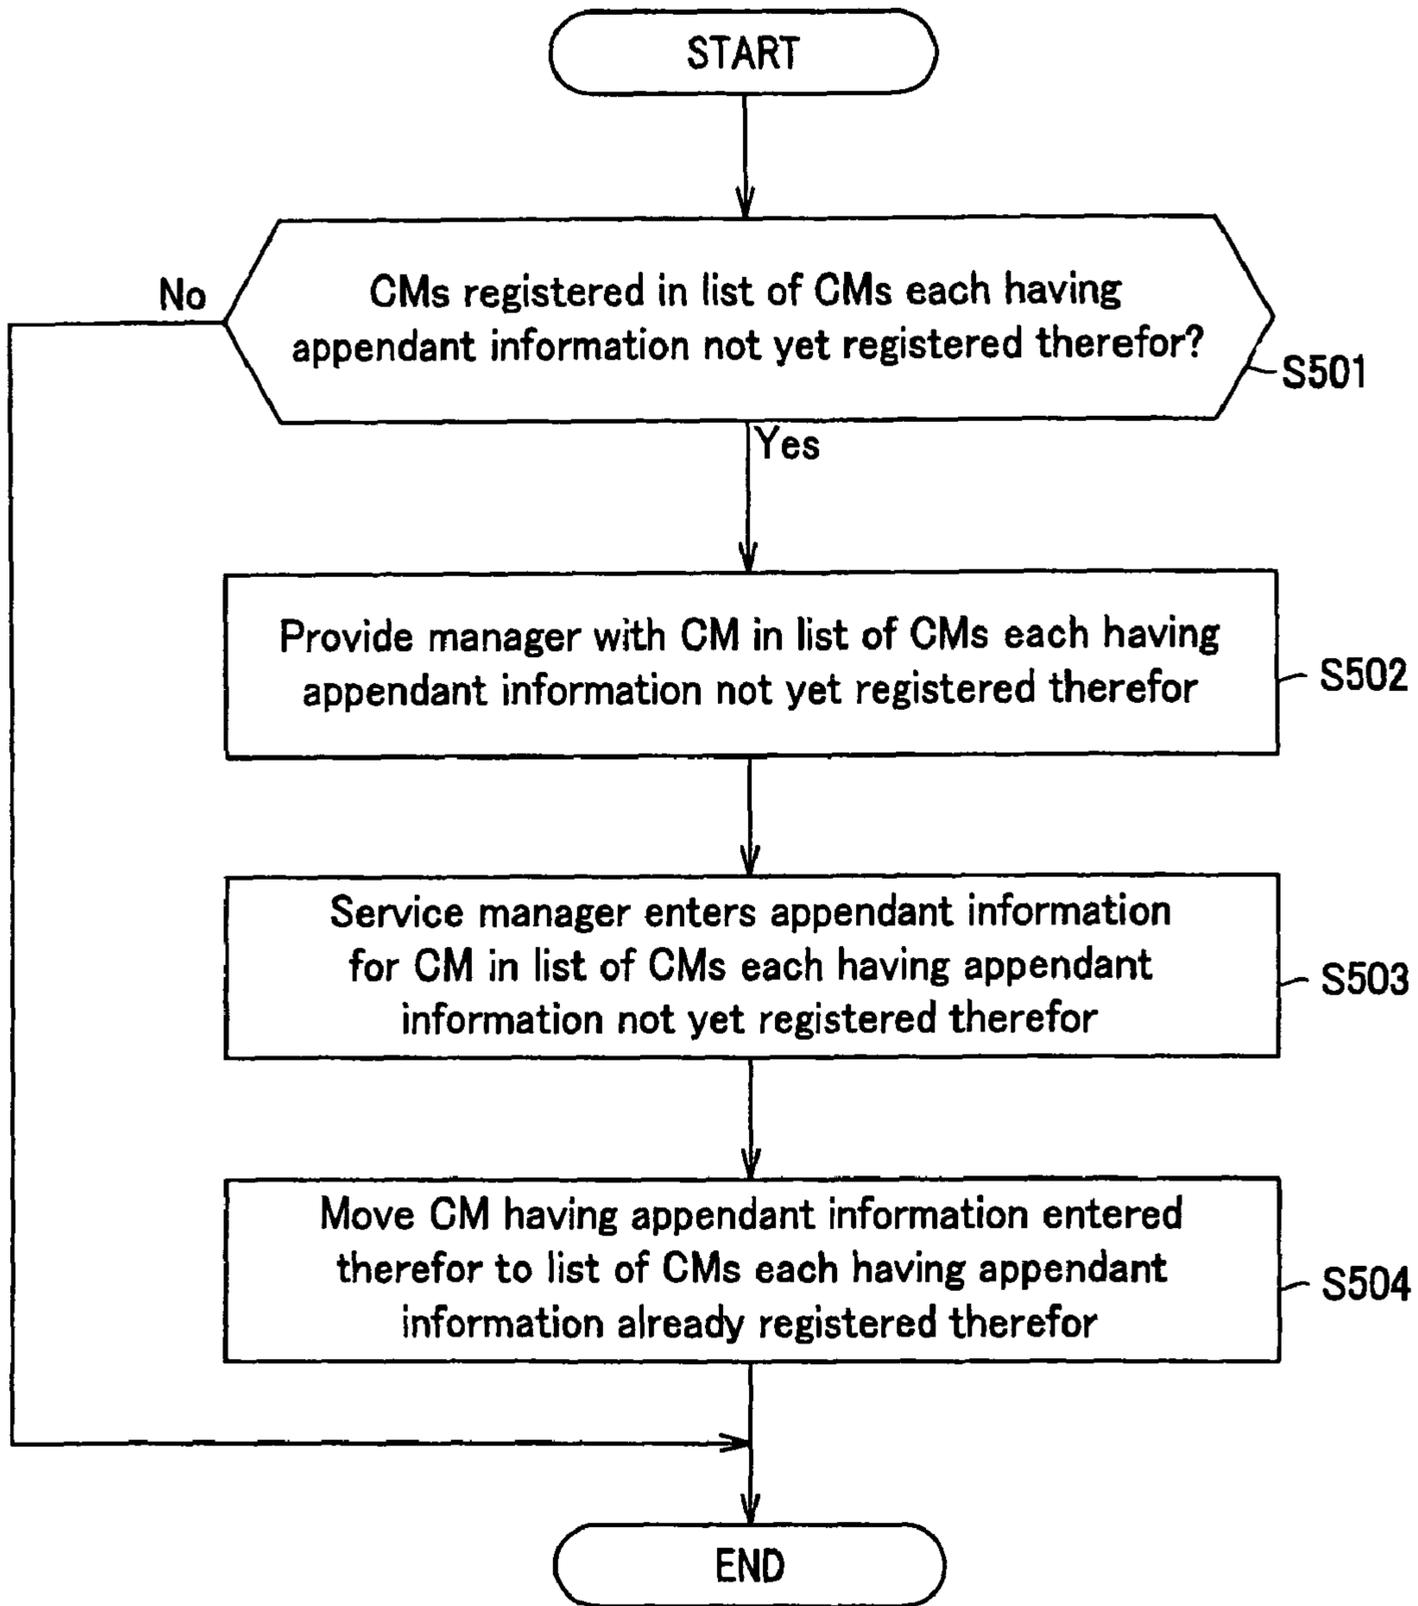 START
No
CMs registered in list of CMs each having
appendant information not yet registered therefor?
S501
Yes
Provide manager with CM in list of CMs each having
appendant information not yet registered therefor
S502
Service manager enters appendant information
for CM in list of CMs each having appendant
information not yet registered therefor
S503
Move CM having appendant information entered
therefor to list of CMs each having appendant
information already registered therefor
S504
END